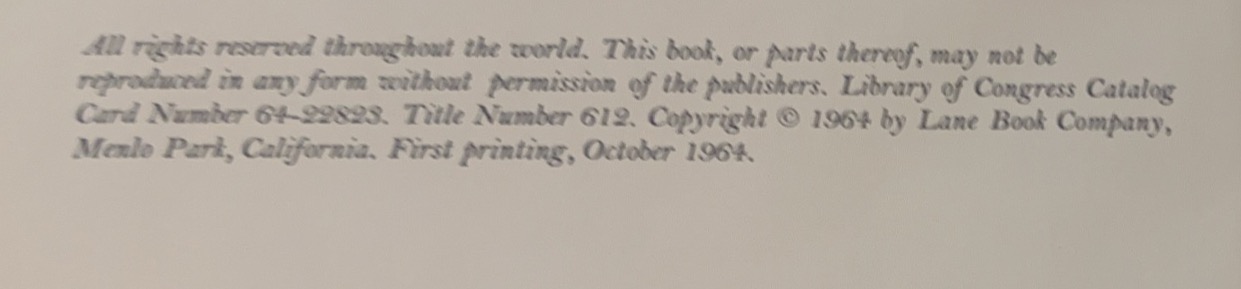 All rights reserved throughout the world. This book, or parts thereof, may not be
reproduced in any form without permission of the publishers. Library of Congress Catalog
Card Number 64-22823. Title Number 612. Copyright © 1964 by Lane Book Company,
Menlo Park, California. First printing, October 1964.